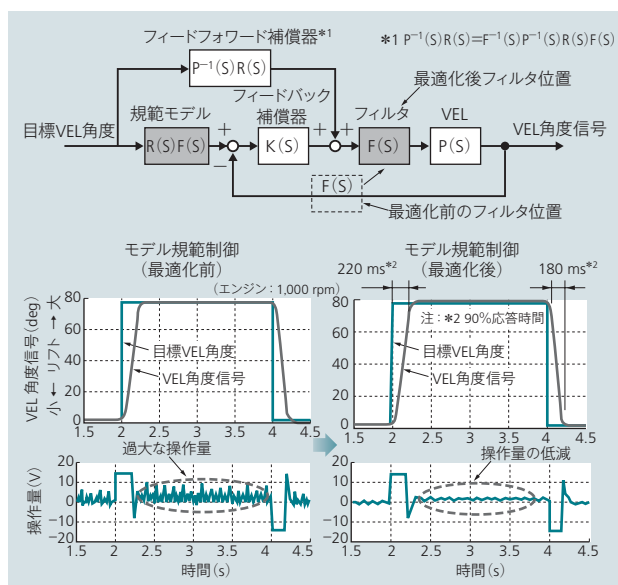 フィードフォワード補償器*1
*1 P⁻¹(S)R(S)=F⁻¹(S)P⁻¹(S)R(S)F(S)
P⁻¹(S)R(S)
最適化後フィルタ位置
フィードバック
補償器
規範モデル
フィルタ
VEL
目標VEL角度
VEL角度信号
R(S)F(S)
+
−
K(S)
+
+
F(S)
P(S)
F(S)
最適化前のフィルタ位置
モデル規範制御
(最適化前)
(エンジン:1,000 rpm)
VEL 角度信号(deg)
小 ← リフト → 大
80
60
40
20
0
目標VEL角度
VEL角度信号
1.5 2 2.5 3 3.5 4 4.5
過大な操作量
操作量(V)
20
10
0
−10
−20
1.5 2 2.5 3 3.5 4 4.5
時間(s)
モデル規範制御
(最適化後)
220 ms*2
180 ms*2
80
60
40
20
0
注:*2 90%応答時間
目標VEL角度
VEL角度信号
1.5 2 2.5 3 3.5 4 4.5
操作量の低減
20
10
0
−10
−20
1.5 2 2.5 3 3.5 4 4.5
時間(s)